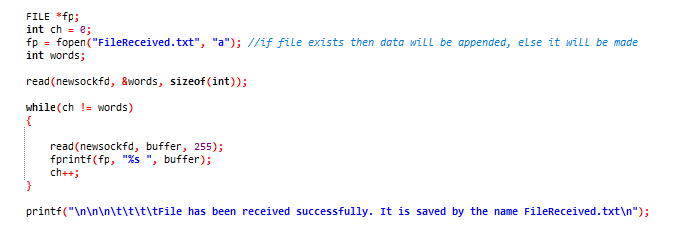 FILE *fp;
int ch = 0;
fp = fopen("FileReceived.txt", "a"); //if file exists then data will be appended, else it will be made
int words;
read(newsockfd, &words, sizeof(int));
while(ch != words)
{
read(newsockfd, buffer, 255);
fprintf(fp, "%s ", buffer);
ch++;
}
printf("\n\n\n\t\t\t\tFile has been received successfully. It is saved by the name FileReceived.txt\n");